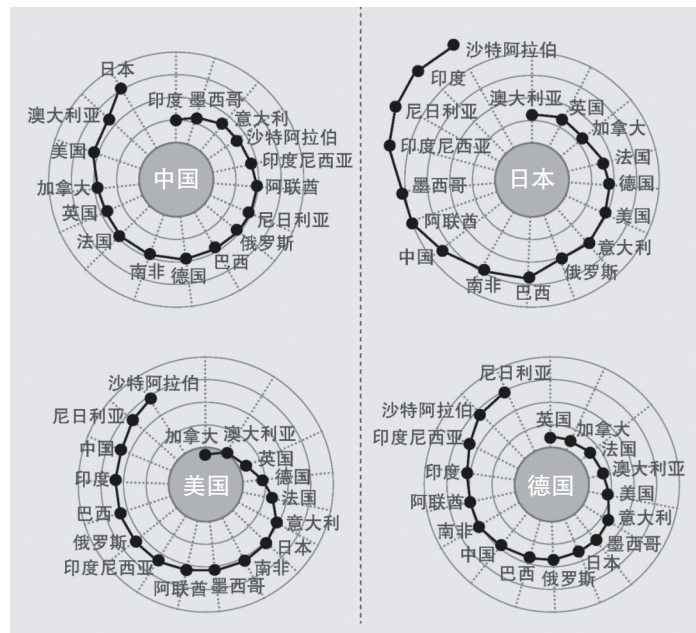 中国
印度
墨西哥
意大利
沙特阿拉伯
印度尼西亚
阿联酋
尼日利亚
俄罗斯
巴西
德国
南非
法国
英国
加拿大
美国
澳大利亚
日本
日本
澳大利亚
英国
加拿大
法国
德国
美国
意大利
俄罗斯
巴西
南非
中国
阿联酋
墨西哥
印度尼西亚
尼日利亚
印度
沙特阿拉伯
美国
加拿大
澳大利亚
英国
德国
法国
意大利
日本
南非
墨西哥
阿联酋
印度尼西亚
俄罗斯
巴西
印度
中国
尼日利亚
沙特阿拉伯
德国
英国
加拿大
法国
澳大利亚
美国
意大利
墨西哥
日本
俄罗斯
巴西
中国
南非
阿联酋
印度
印度尼西亚
沙特阿拉伯
尼日利亚